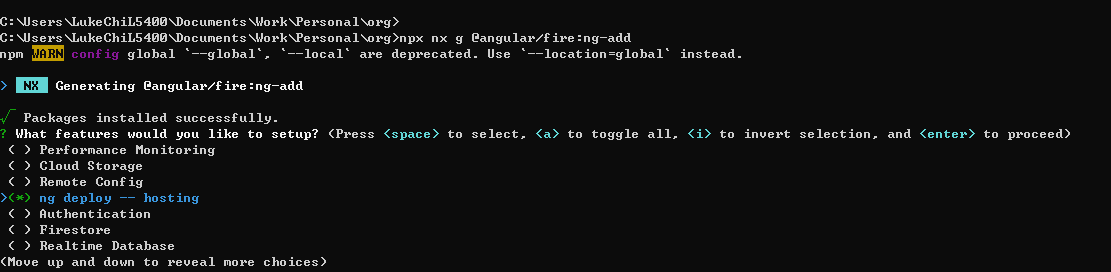 C:\Users\LukeChiL5400\Documents\Work\Personal\org>
C:\Users\LukeChiL5400\Documents\Work\Personal\org>npx nx g @angular/fire:ng-add
npm WARN config global `--global`, `--local` are deprecated. Use `--location=global` instead.
> NX Generating @angular/fire:ng-add
√ Packages installed successfully.
? What features would you like to setup? (Press <space> to select, <a> to toggle all, <i> to invert selection, and <enter> to proceed)
( ) Performance Monitoring
( ) Cloud Storage
( ) Remote Config
>(*) ng deploy -- hosting
( ) Authentication
( ) Firestore
( ) Realtime Database
(Move up and down to reveal more choices)